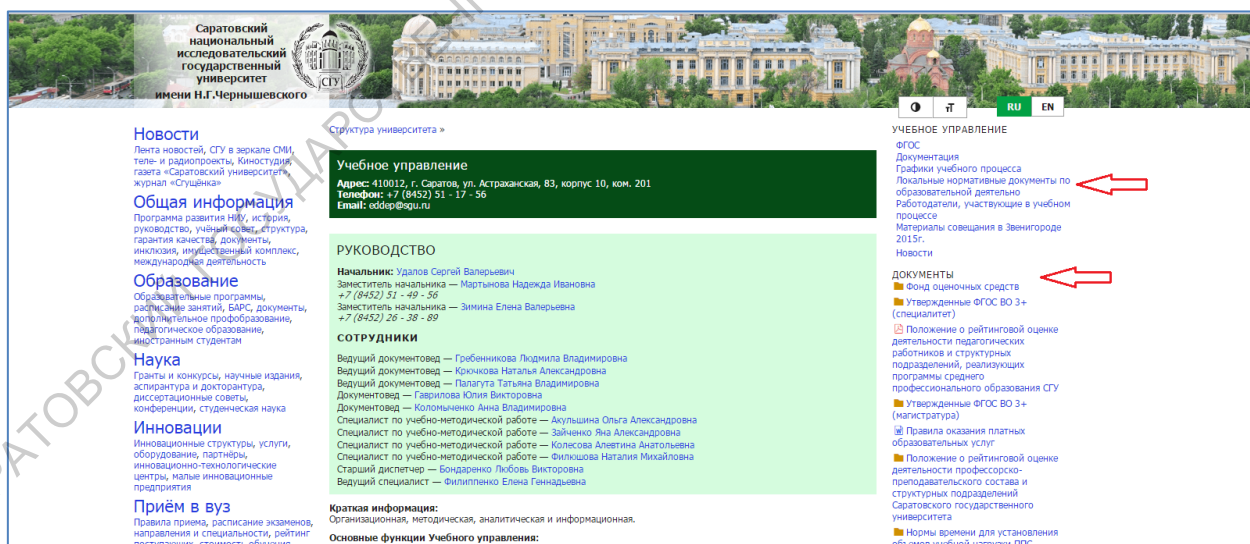 Саратовский
национальный
исследовательский
государственный
университет
имени Н.Г.Чернышевского
СГУ
RU EN
Новости
Лента новостей, СГУ в зеркале СМИ,
теле- и радиопроекты, Киностудия,
газета «Саратовский университет»,
журнал «Сгущёнка»
Общая информация
Программа развития НИУ, история,
руководство, учёный совет, структура,
гарантия качества, документы,
инклюзия, имущественный комплекс,
международная деятельность
Образование
Образовательные программы,
расписание занятий, БАРС, документы,
дополнительное профобразование,
педагогическое образование,
иностранным студентам
Наука
Гранты и конкурсы, научные издания,
аспирантура и докторантура,
диссертационные советы,
конференции, студенческая наука
Инновации
Инновационные структуры, услуги,
оборудование, партнёры,
инновационно-технологические
центры, малые инновационные
предприятия
Приём в вуз
Правила приема, расписание экзаменов,
направления и специальности, рейтинг
поступающих, стоимость обучения
Структура университета »
Учебное управление
Адрес: 410012, г. Саратов, ул. Астраханская, 83, корпус 10, ком. 201
Телефон: +7 (8452) 51 - 17 - 56
Email: eddep@sgu.ru
РУКОВОДСТВО
Начальник: Удалов Сергей Валерьевич
Заместитель начальника — Мартынова Надежда Ивановна
+7 (8452) 51 - 49 - 56
Заместитель начальника — Зимина Елена Валерьевна
+7 (8452) 26 - 38 - 89
СОТРУДНИКИ
Ведущий документовед — Гребенникова Людмила Владимировна
Ведущий документовед — Крючкова Наталья Александровна
Ведущий документовед — Палагута Татьяна Владимировна
Документовед — Гаврилова Юлия Викторовна
Документовед — Коломыченко Анна Владимировна
Специалист по учебно-методической работе — Акульшина Ольга Александровна
Специалист по учебно-методической работе — Зайченко Яна Александровна
Специалист по учебно-методической работе — Колесова Алевтина Анатольевна
Специалист по учебно-методической работе — Филюшова Наталия Михайловна
Старший диспетчер — Бондаренко Любовь Викторовна
Ведущий специалист — Филиппенко Елена Геннадьевна
Краткая информация:
Организационная, методическая, аналитическая и информационная.
Основные функции Учебного управления:
УЧЕБНОЕ УПРАВЛЕНИЕ
ФГОС
Документация
Графики учебного процесса
Локальные нормативные документы по
образовательной деятельно
Работодатели, участвующие в учебном
процессе
Материалы совещания в Звенигороде
2015г.
Новости
ДОКУМЕНТЫ
Фонд оценочных средств
Утвержденные ФГОС ВО 3+
(специалитет)
Положение о рейтинговой оценке
деятельности педагогических
работников и структурных
подразделений, реализующих
программы среднего
профессионального образования СГУ
Утвержденные ФГОС ВО 3+
(магистратура)
Правила оказания платных
образовательных услуг
Положение о рейтинговой оценке
деятельности профессорско-
преподавательского состава и
структурных подразделений
Саратовского государственного
университета
Нормы времени для установления
объемов учебной нагрузки ППС